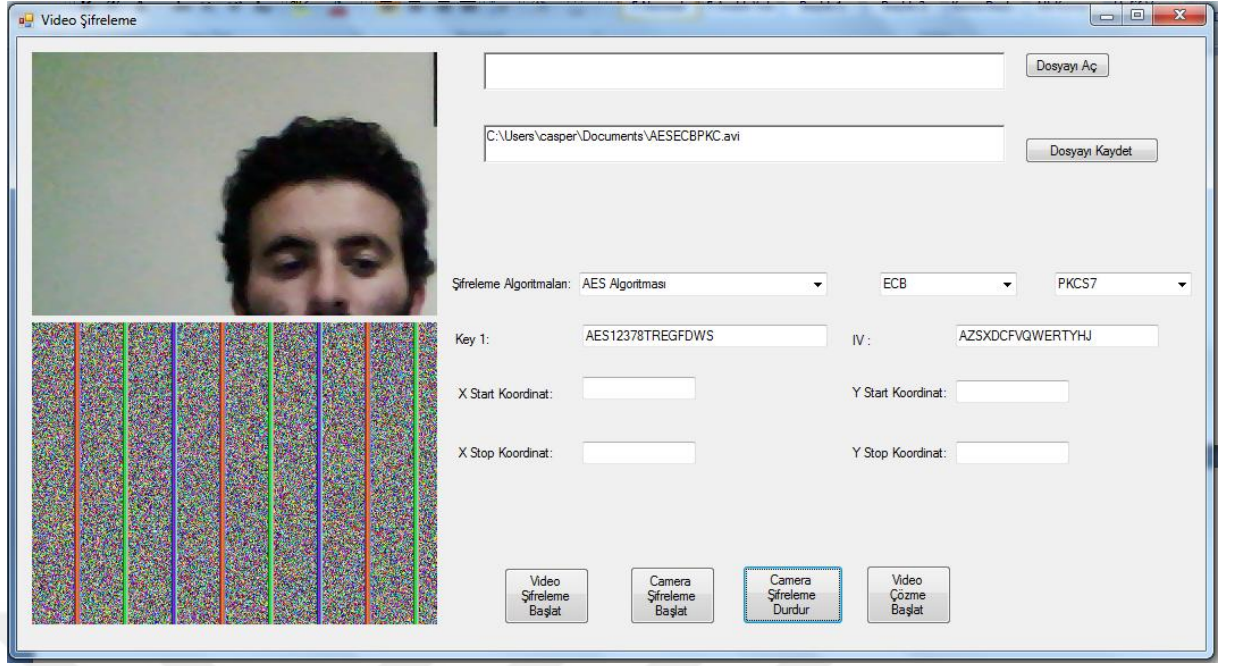 Video Şifreleme
Dosyayı Aç
C:\Users\casper\Documents\AESECBPKC.avi
Dosyayı Kaydet
Şifreleme Algoritmaları: AES Algoritması ECB PKCS7
Key 1: AES12378TREGFDWS IV : AZSXDCFVQWERTYHJ
X Start Koordinat: Y Start Koordinat:
X Stop Koordinat: Y Stop Koordinat:
Video
Şifreleme
Başlat
Camera
Şifreleme
Başlat
Camera
Şifreleme
Durdur
Video
Çözme
Başlat